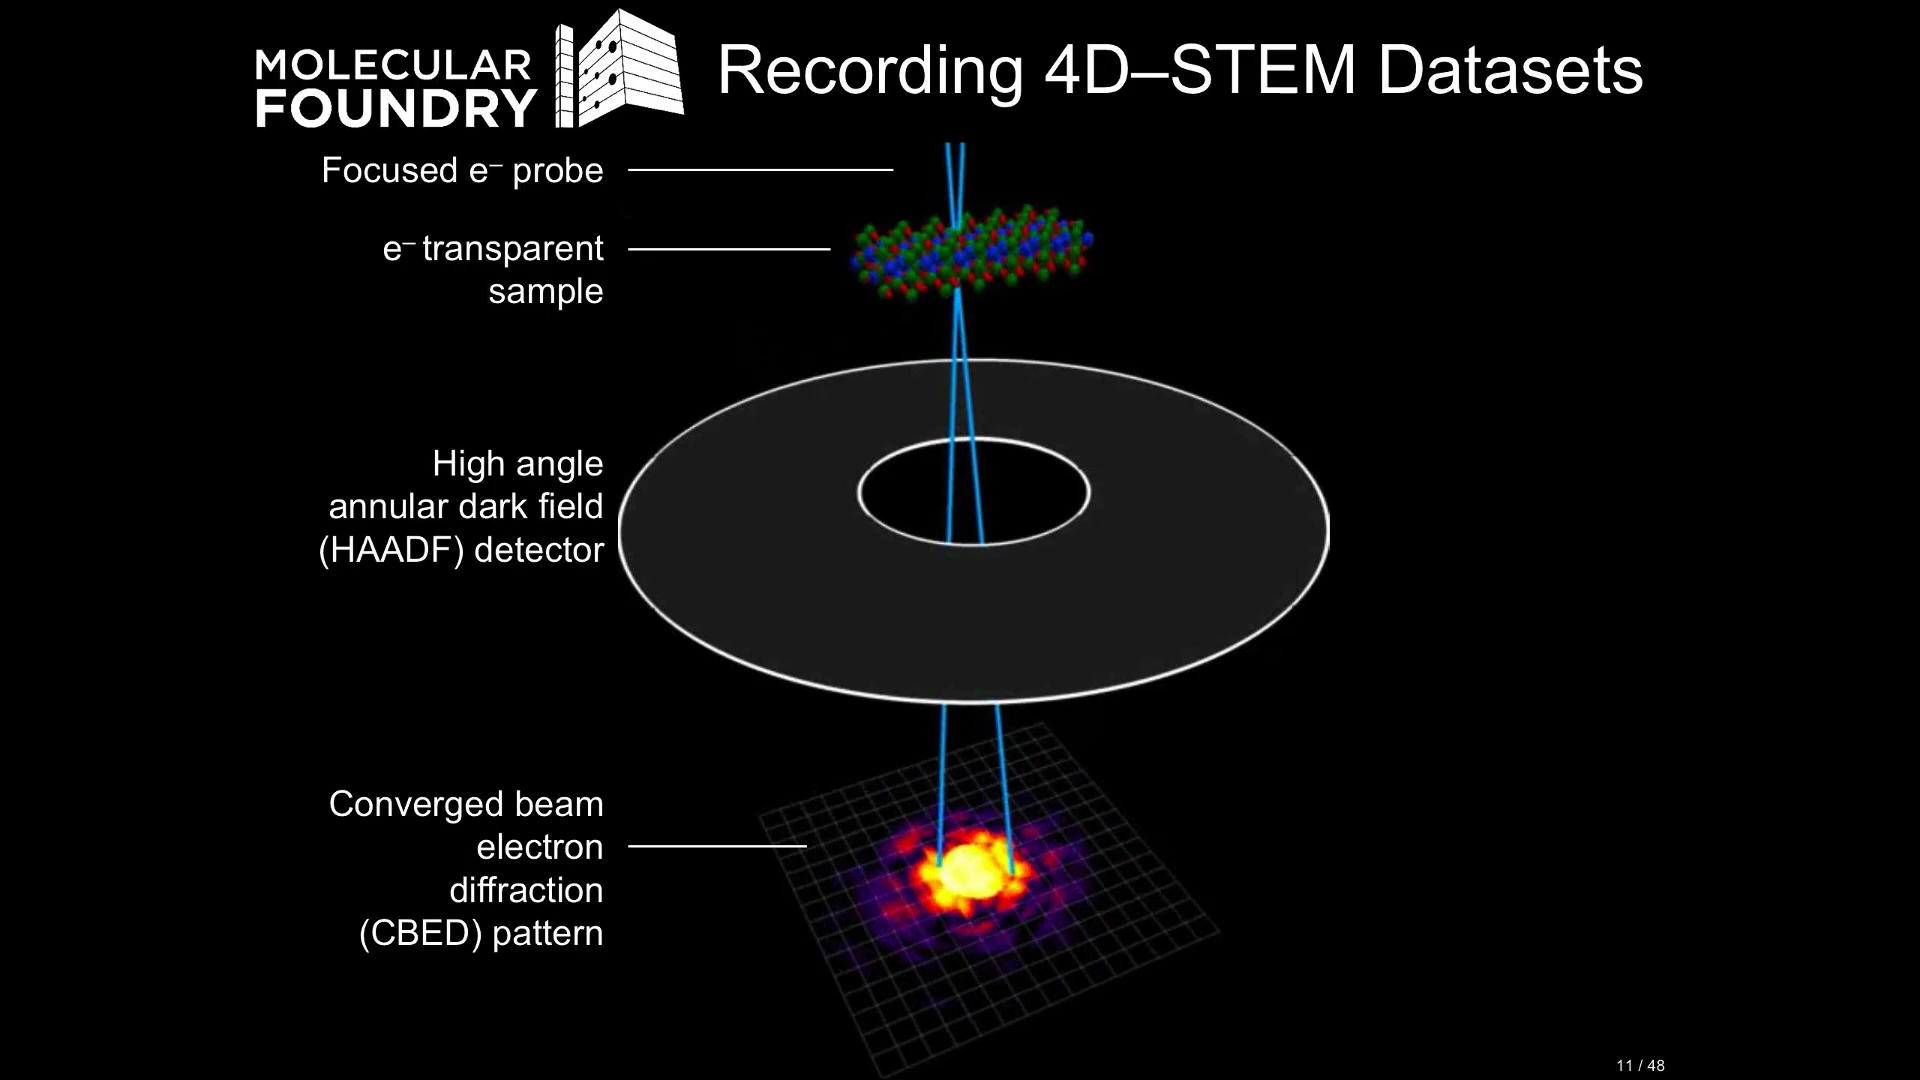 MOLECULAR
FOUNDRY
Recording 4D–STEM Datasets
Focused e⁻ probe
e⁻ transparent
sample
High angle
annular dark field
(HAADF) detector
Converged beam
electron
diffraction
(CBED) pattern
11 / 48